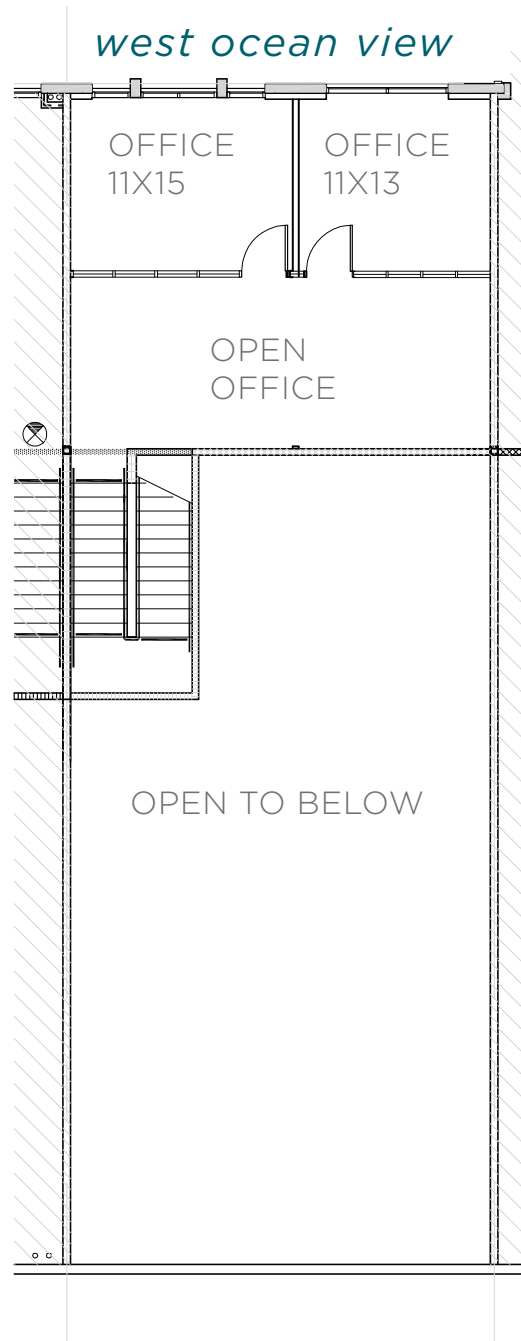 west ocean view
OFFICE
11X15
OFFICE
11X13
OPEN
OFFICE
OPEN TO BELOW